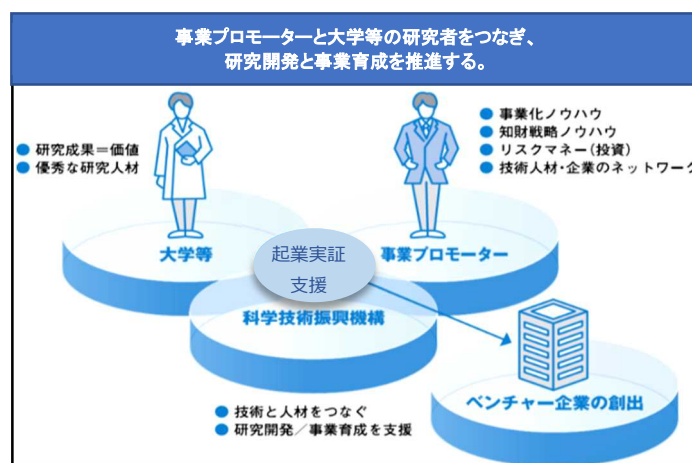 事業プロモーターと大学等の研究者をつなぎ、
研究開発と事業育成を推進する。
● 研究成果＝価値
● 優秀な研究人材
● 事業化ノウハウ
● 知財戦略ノウハウ
● リスクマネー(投資)
● 技術人材・企業のネットワーク
大学等
起業実証
支援
事業プロモーター
科学技術振興機構
ベンチャー企業の創出
● 技術と人材をつなぐ
● 研究開発／事業育成を支援